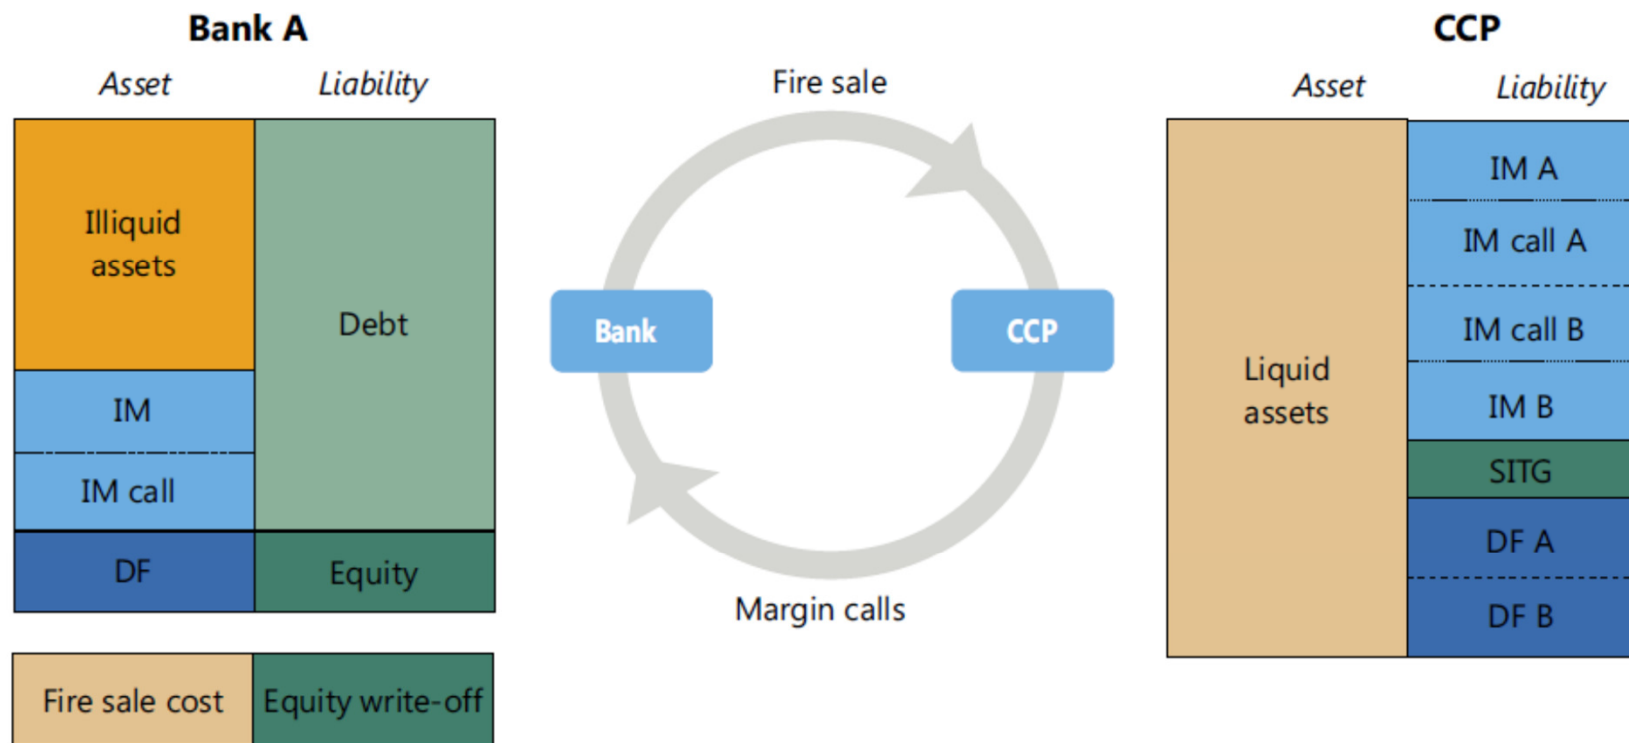 Bank A
Asset
Liability
Illiquid
assets
IM
IM call
DF
Debt
Equity
Fire sale cost
Equity write-off
Fire sale
Bank
CCP
Margin calls
CCP
Asset
Liability
Liquid
assets
IM A
IM call A
IM call B
IM B
SITG
DF A
DF B